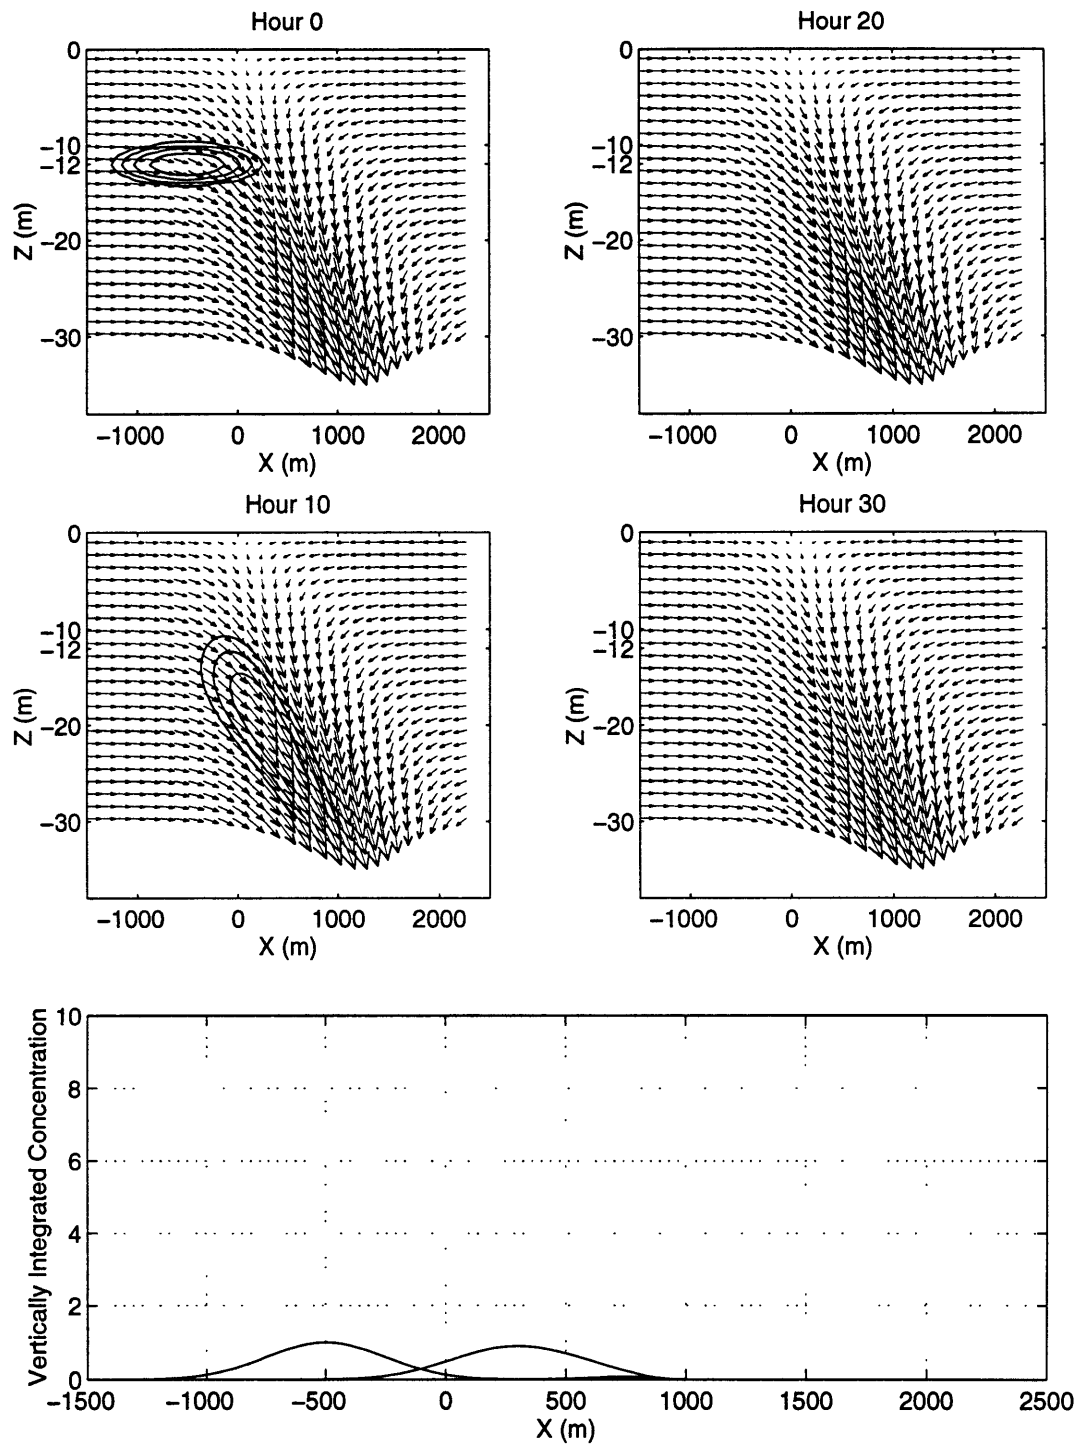 Hour 0
0
−10
−12
−20
−30
Z (m)
−1000 0 1000 2000
X (m)
Hour 20
0
−10
−12
−20
−30
Z (m)
−1000 0 1000 2000
X (m)
Hour 10
0
−10
−12
−20
−30
Z (m)
−1000 0 1000 2000
X (m)
Hour 30
0
−10
−12
−20
−30
Z (m)
−1000 0 1000 2000
X (m)
Vertically Integrated Concentration
10
8
6
4
2
0
−1500 −1000 −500 0 500 1000 1500 2000 2500
X (m)